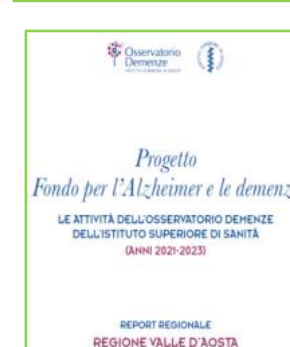 Osservatorio
Demenze
Progetto
Fondo per l'Alzheimer e le demenz
LE ATTIVITÀ DELL'OSSERVATORIO DEMENZE
DELL'ISTITUTO SUPERIORE DI SANITÀ
(ANNI 2021-2023)
REPORT REGIONALE
REGIONE VALLE D'AOSTA